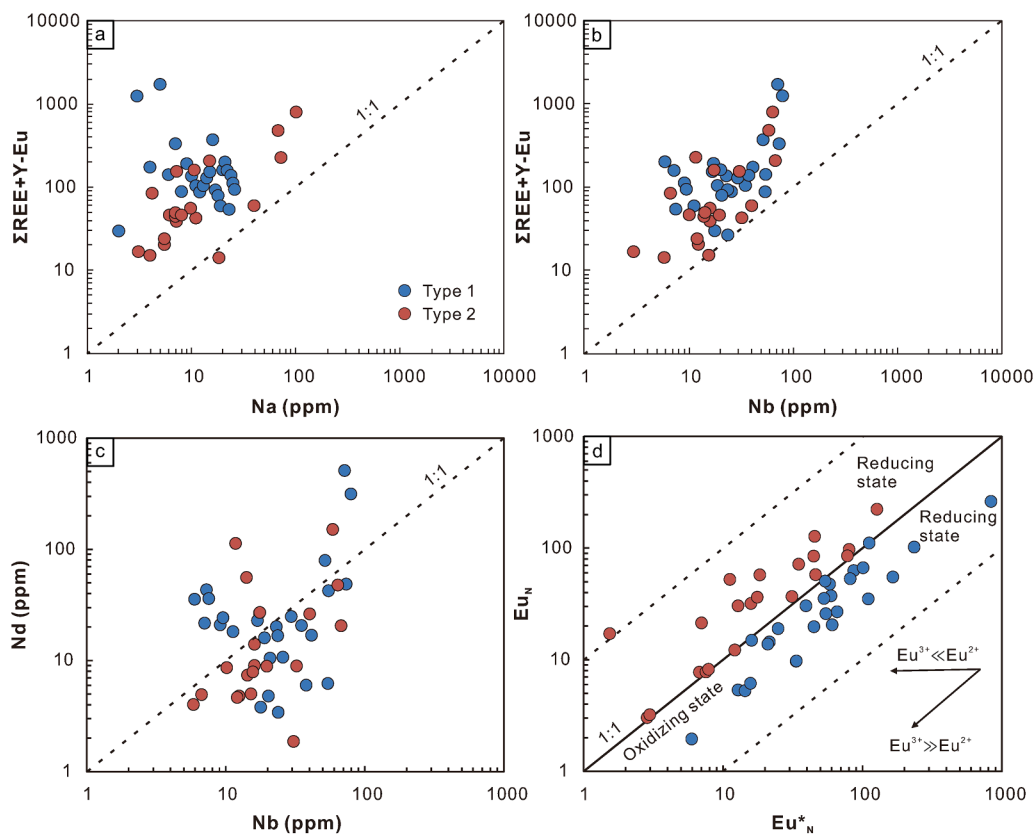 a
10000
1000
100
10
1
ΣREE+Y-Eu
1:1
Type 1
Type 2
1
10
100
1000
10000
Na (ppm)
b
10000
1000
100
10
1
ΣREE+Y-Eu
1:1
1
10
100
1000
10000
Nb (ppm)
c
1000
100
10
1
Nd (ppm)
1:1
1
10
100
1000
Nb (ppm)
d
1000
100
10
1
Eu_N
Reducing
state
Reducing
state
Eu³⁺≪Eu²⁺
Eu³⁺≫Eu²⁺
1:1
Oxidizing state
1
10
100
1000
Eu*_N